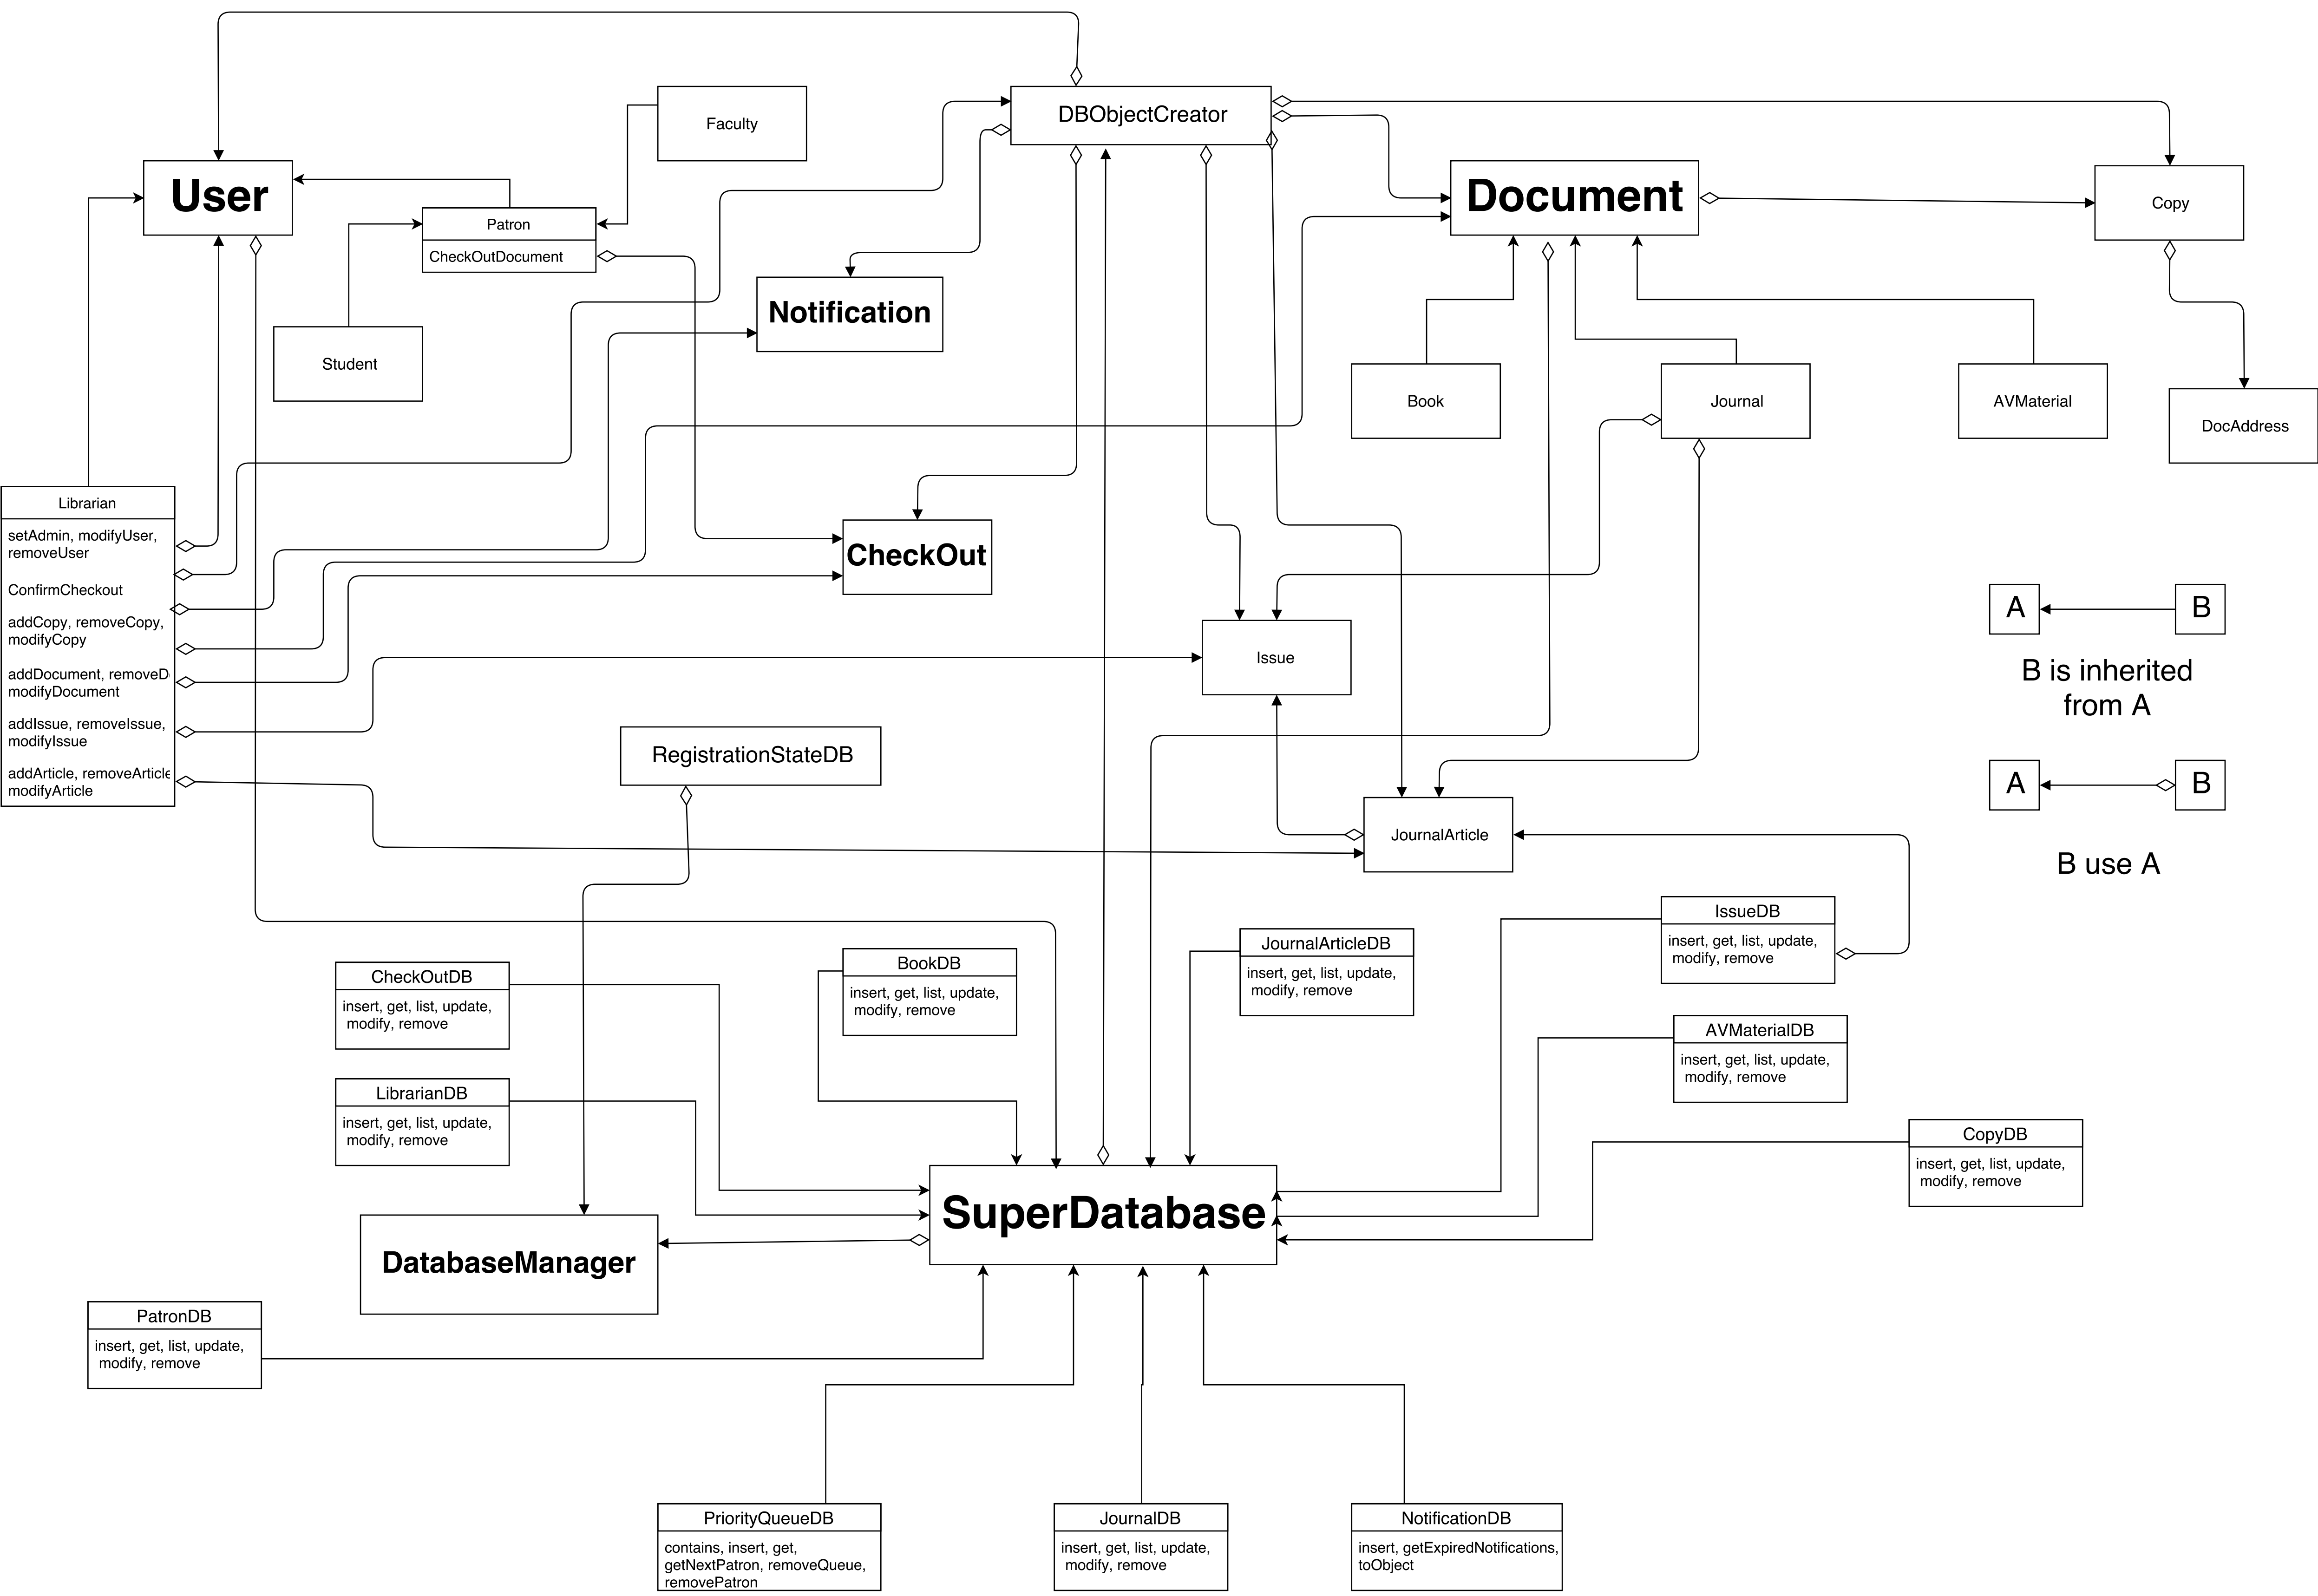 DBObjectCreator
Faculty
User
Document
Copy
Patron
CheckOutDocument
Notification
Student
Book
Journal
AVMaterial
DocAddress
Librarian
setAdmin, modifyUser,
removeUser
ConfirmCheckout
addCopy, removeCopy,
modifyCopy
addDocument, removeD
modifyDocument
addIssue, removeIssue,
modifyIssue
addArticle, removeArticle
modifyArticle
CheckOut
Issue
A
B
B is inherited
from A
RegistrationStateDB
A
B
B use A
JournalArticle
IssueDB
insert, get, list, update,
modify, remove
JournalArticleDB
insert, get, list, update,
modify, remove
BookDB
insert, get, list, update,
modify, remove
CheckOutDB
insert, get, list, update,
modify, remove
AVMaterialDB
insert, get, list, update,
modify, remove
LibrarianDB
insert, get, list, update,
modify, remove
CopyDB
insert, get, list, update,
modify, remove
SuperDatabase
DatabaseManager
PatronDB
insert, get, list, update,
modify, remove
PriorityQueueDB
contains, insert, get,
getNextPatron, removeQueue,
removePatron
JournalDB
insert, get, list, update,
modify, remove
NotificationDB
insert, getExpiredNotifications,
toObject